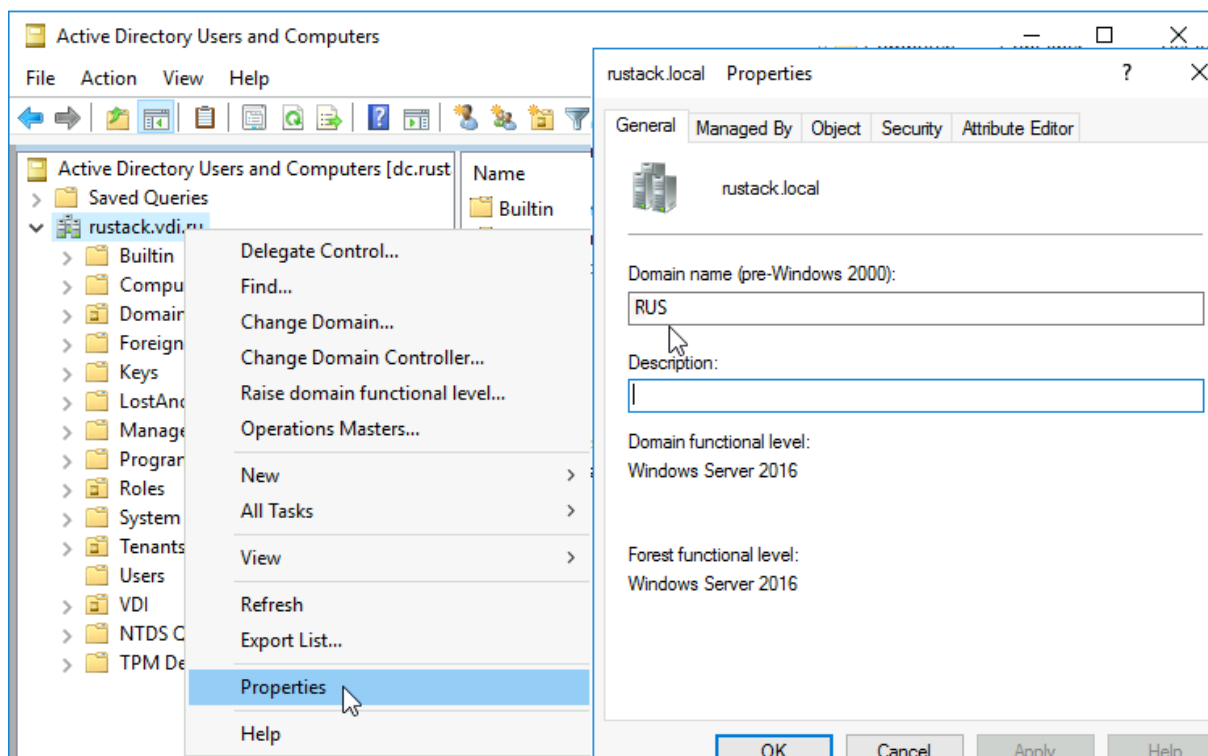 Active Directory Users and Computers
File Action View Help
Active Directory Users and Computers [dc.rust
Saved Queries
rustack.vdi.ru
Builtin
Compu
Domain
Foreign
Keys
LostAnd
Manage
Program
Roles
System
Tenants
Users
VDI
NTDS Q
TPM De
Name
Builtin
Delegate Control...
Find...
Change Domain...
Change Domain Controller...
Raise domain functional level...
Operations Masters...
New
All Tasks
View
Refresh
Export List...
Properties
Help
rustack.local Properties
General Managed By Object Security Attribute Editor
rustack.local
Domain name (pre-Windows 2000):
RUS
Description:
Domain functional level:
Windows Server 2016
Forest functional level:
Windows Server 2016
OK Cancel Apply Help